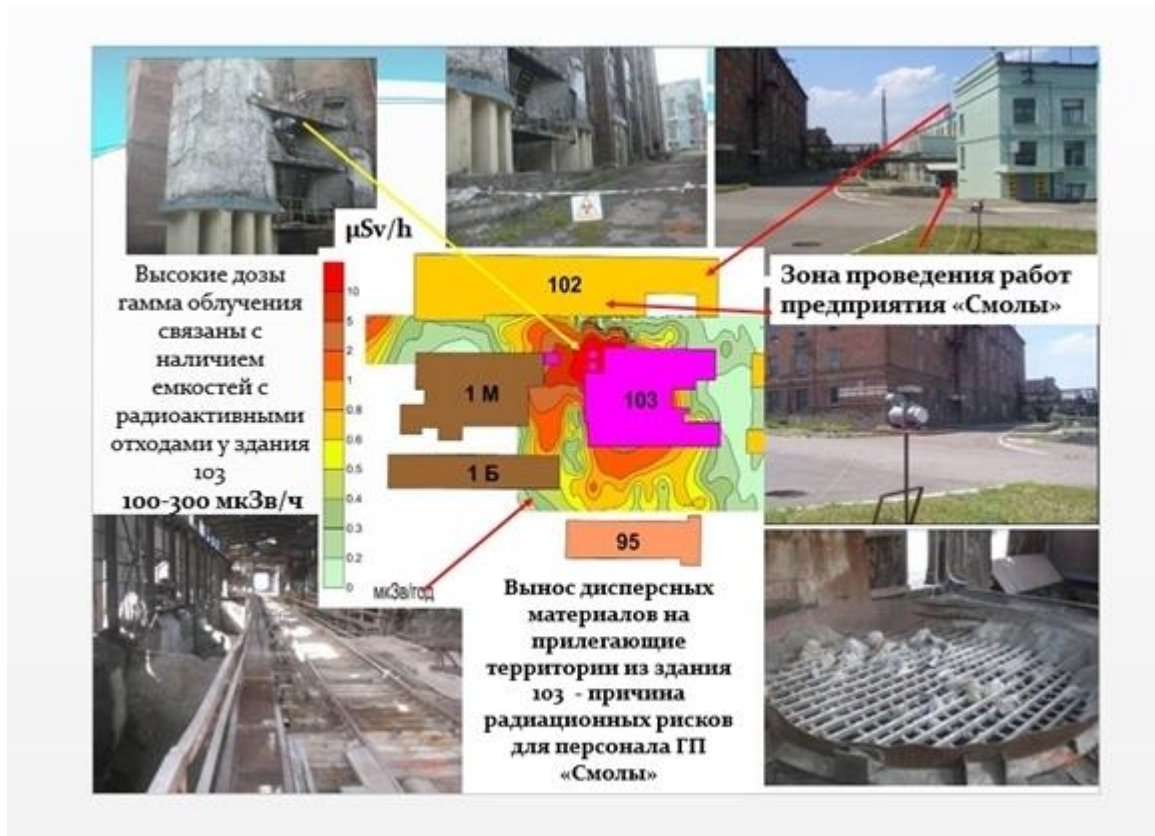 µSv/h
Высокие дозы
гамма облучения
связаны с
наличием
емкостей с
радиоактивными
отходами у здания
103
100-300 мкЗв/ч
10
5
2
1
0.8
0.6
0.5
0.4
0.3
0.2
0
мкЗв/год
102
1 М
103
1 Б
95
Зона проведения работ
предприятия «Смолы»
Вынос дисперсных
материалов на
прилегающие
территории из здания
103 - причина
радиационных рисков
для персонала ГП
«Смолы»